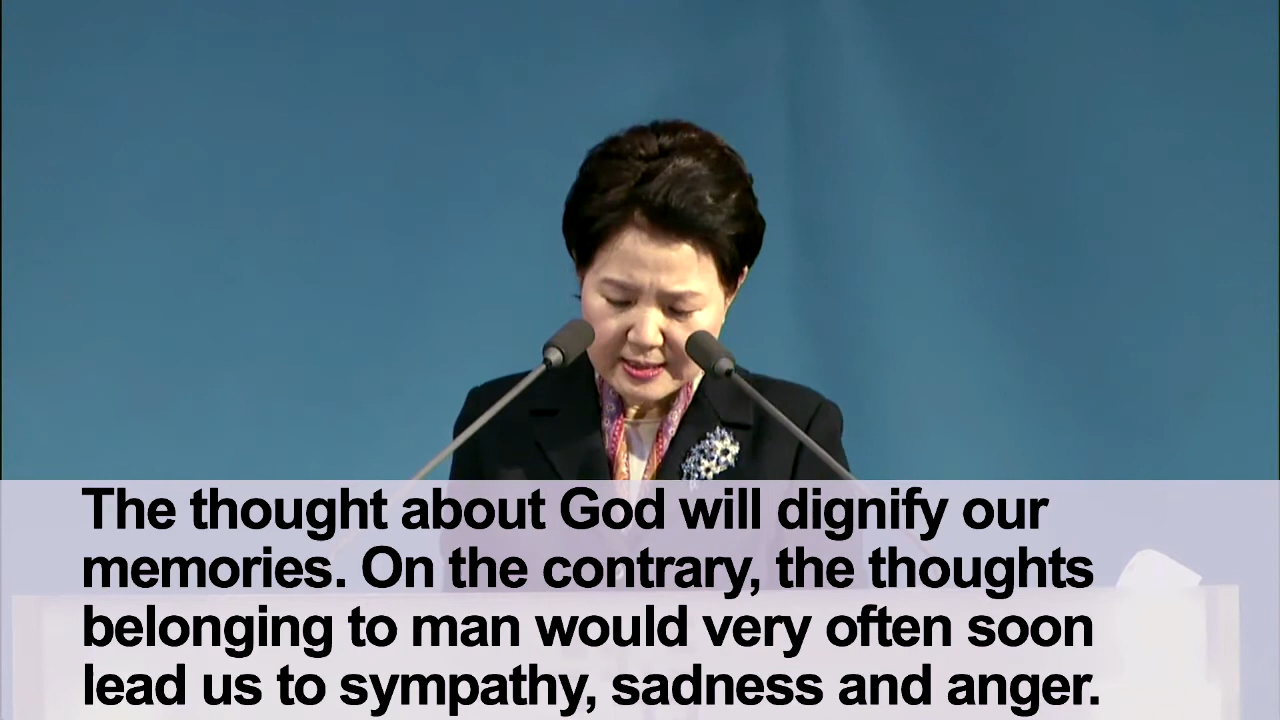 The thought about God will dignify our
memories. On the contrary, the thoughts
belonging to man would very often soon
lead us to sympathy, sadness and anger.